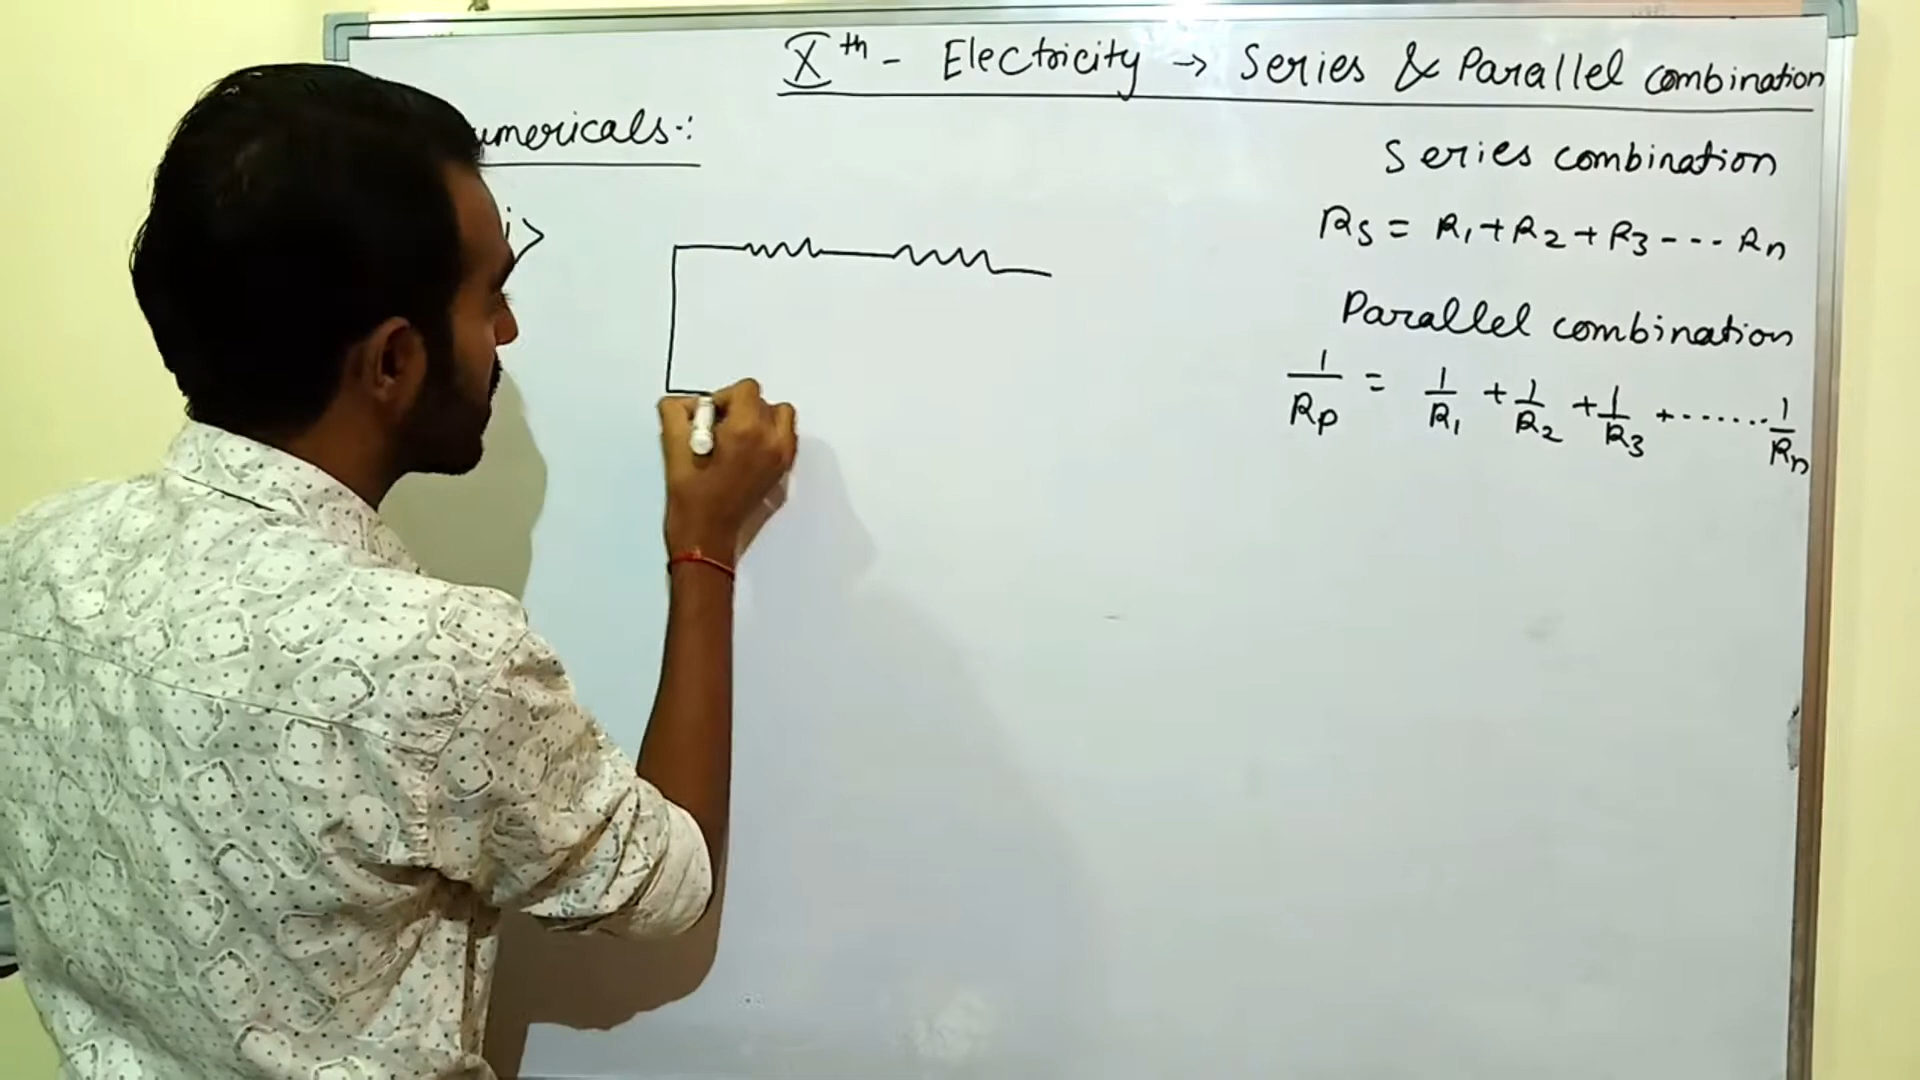 Xth - Electricity → Series & Parallel combination
umericals:
Series combination
i>
Rs = R1 + R2 + R3 --- Rn
Parallel combination
1/Rp = 1/R1 + 1/R2 + 1/R3 + ....... 1/Rn